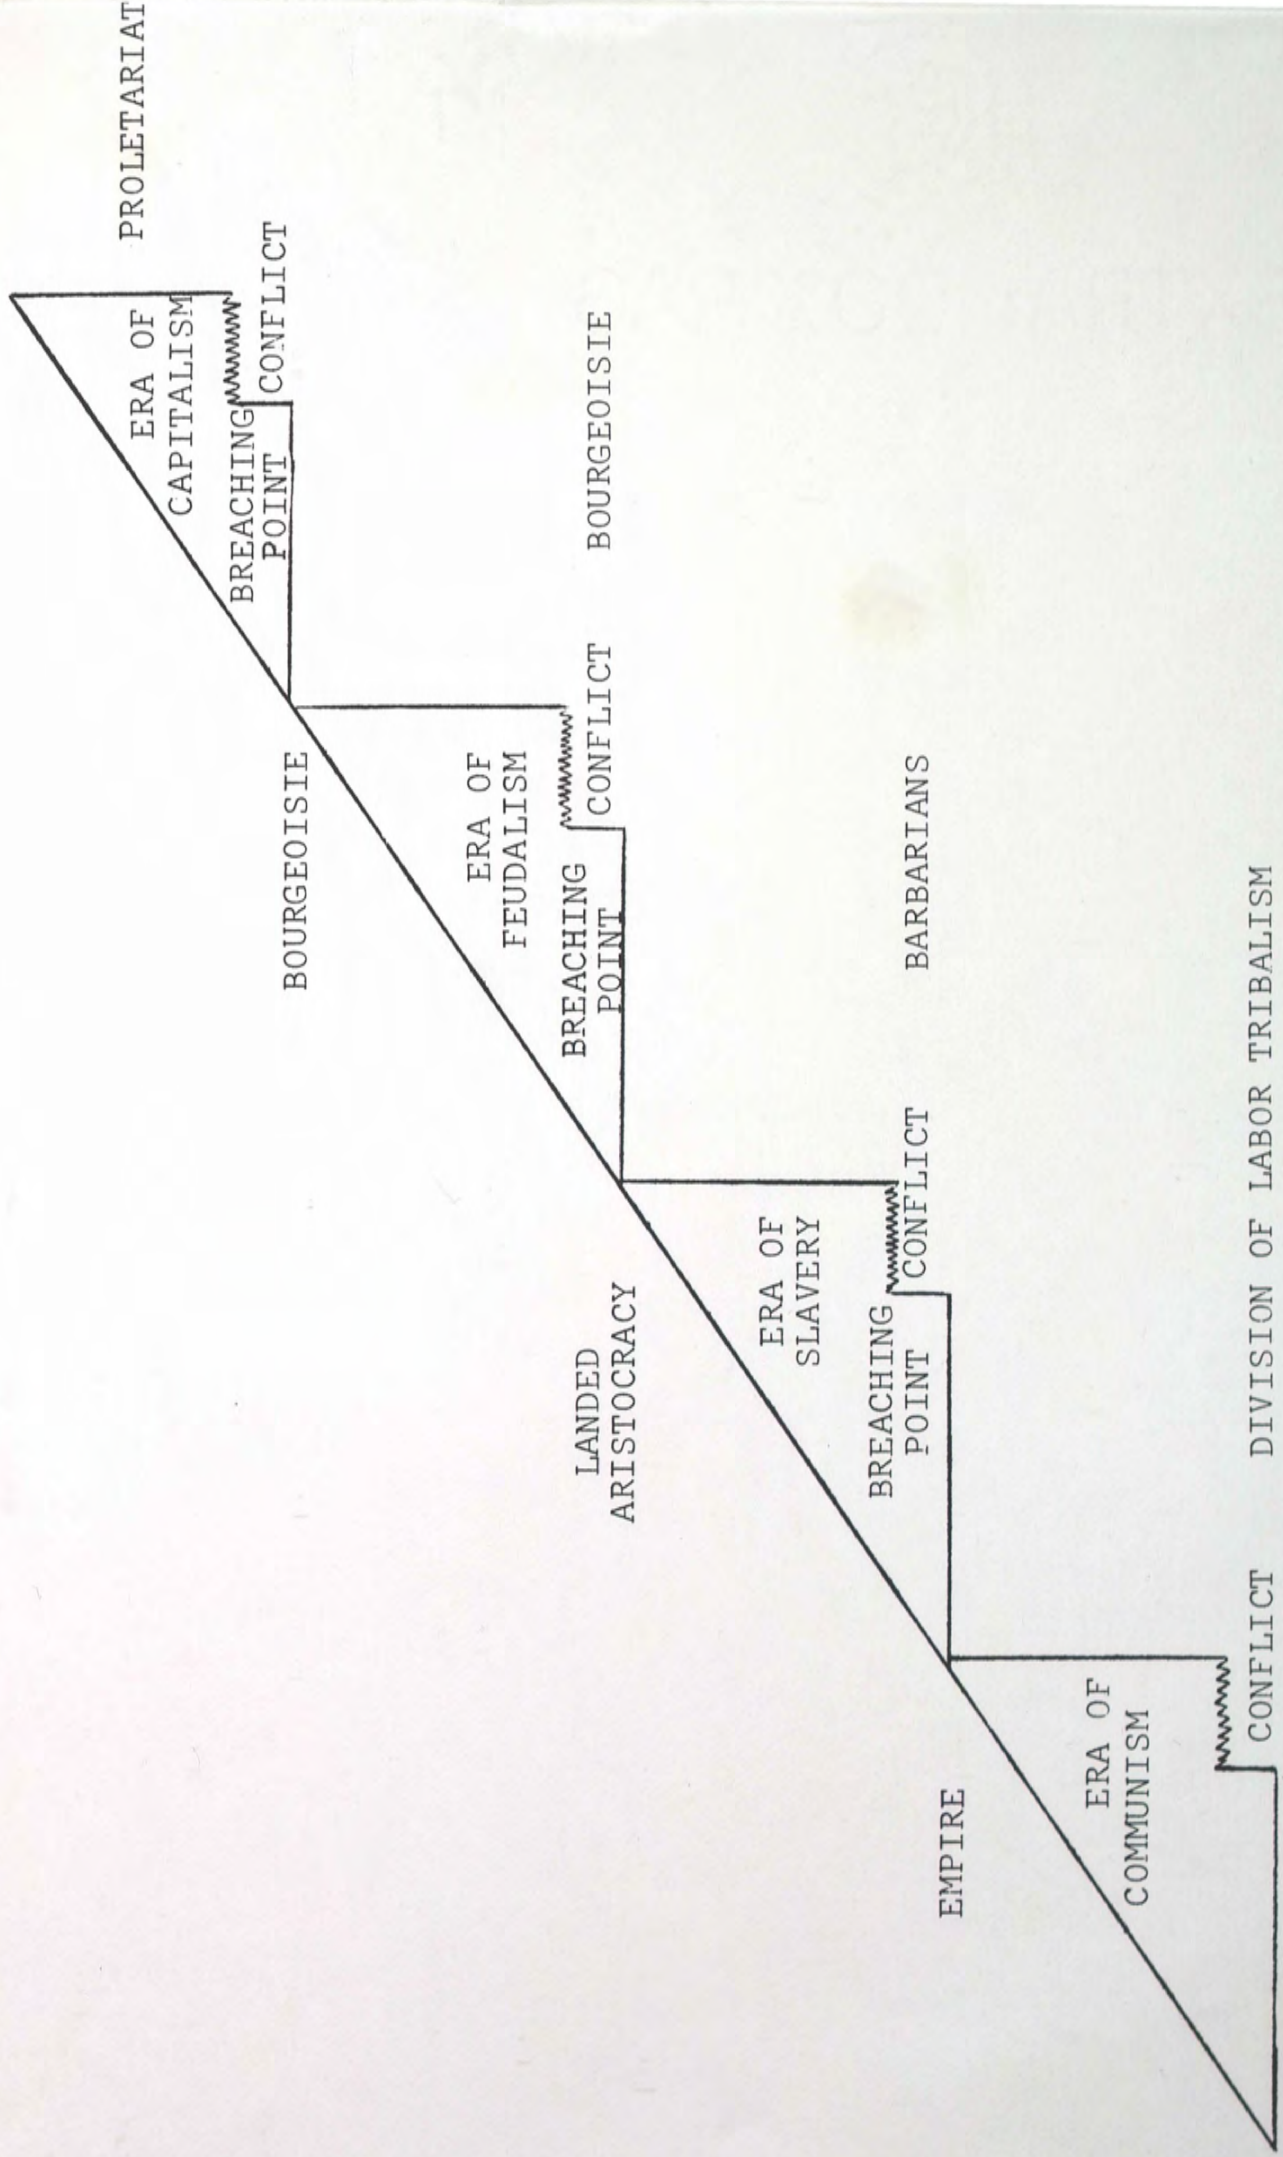 PROLETARIAT
ERA OF
CAPITALISM
CONFLICT
BREACHING
POINT
BOURGEOISIE
ERA OF
FEUDALISM
CONFLICT
BOURGEOISIE
BREACHING
POINT
LANDED
ARISTOCRACY
ERA OF
SLAVERY
BREACHING
POINT
CONFLICT
BARBARIANS
EMPIRE
ERA OF
COMMUNISM
CONFLICT
DIVISION OF LABOR TRIBALISM